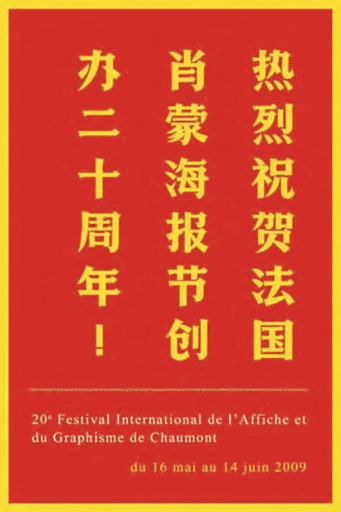 热烈祝贺法国
肖蒙海报节创
办二十周年！
20e Festival International de l'Affiche et
du Graphisme de Chaumont
du 16 mai au 14 juin 2009